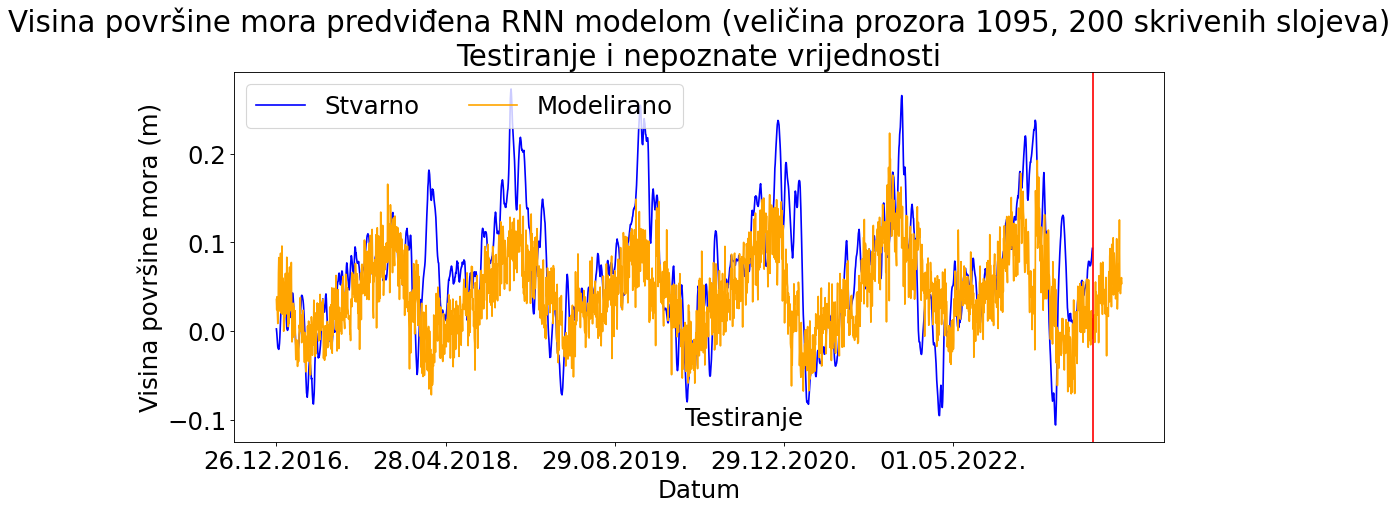 Visina površine mora predviđena RNN modelom (veličina prozora 1095, 200 skrivenih slojeva)
Testiranje i nepoznate vrijednosti
Stvarno
Modelirano
Visina površine mora (m)
0.2
0.1
0.0
−0.1
Testiranje
26.12.2016.
28.04.2018.
29.08.2019.
29.12.2020.
01.05.2022.
Datum